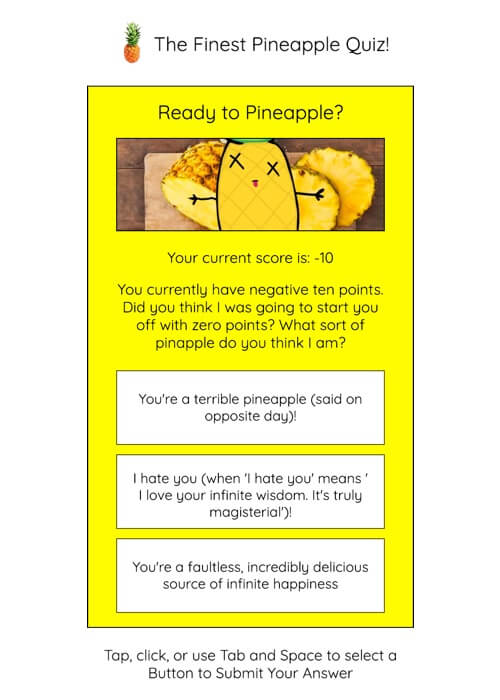 The Finest Pineapple Quiz!
Ready to Pineapple?
Your current score is: -10
You currently have negative ten points.
Did you think I was going to start you
off with zero points? What sort of
pinapple do you think I am?
You're a terrible pineapple (said on
opposite day)!
I hate you (when 'I hate you' means '
I love your infinite wisdom. It's truly
magisterial')!
You're a faultless, incredibly delicious
source of infinite happiness
Tap, click, or use Tab and Space to select a
Button to Submit Your Answer